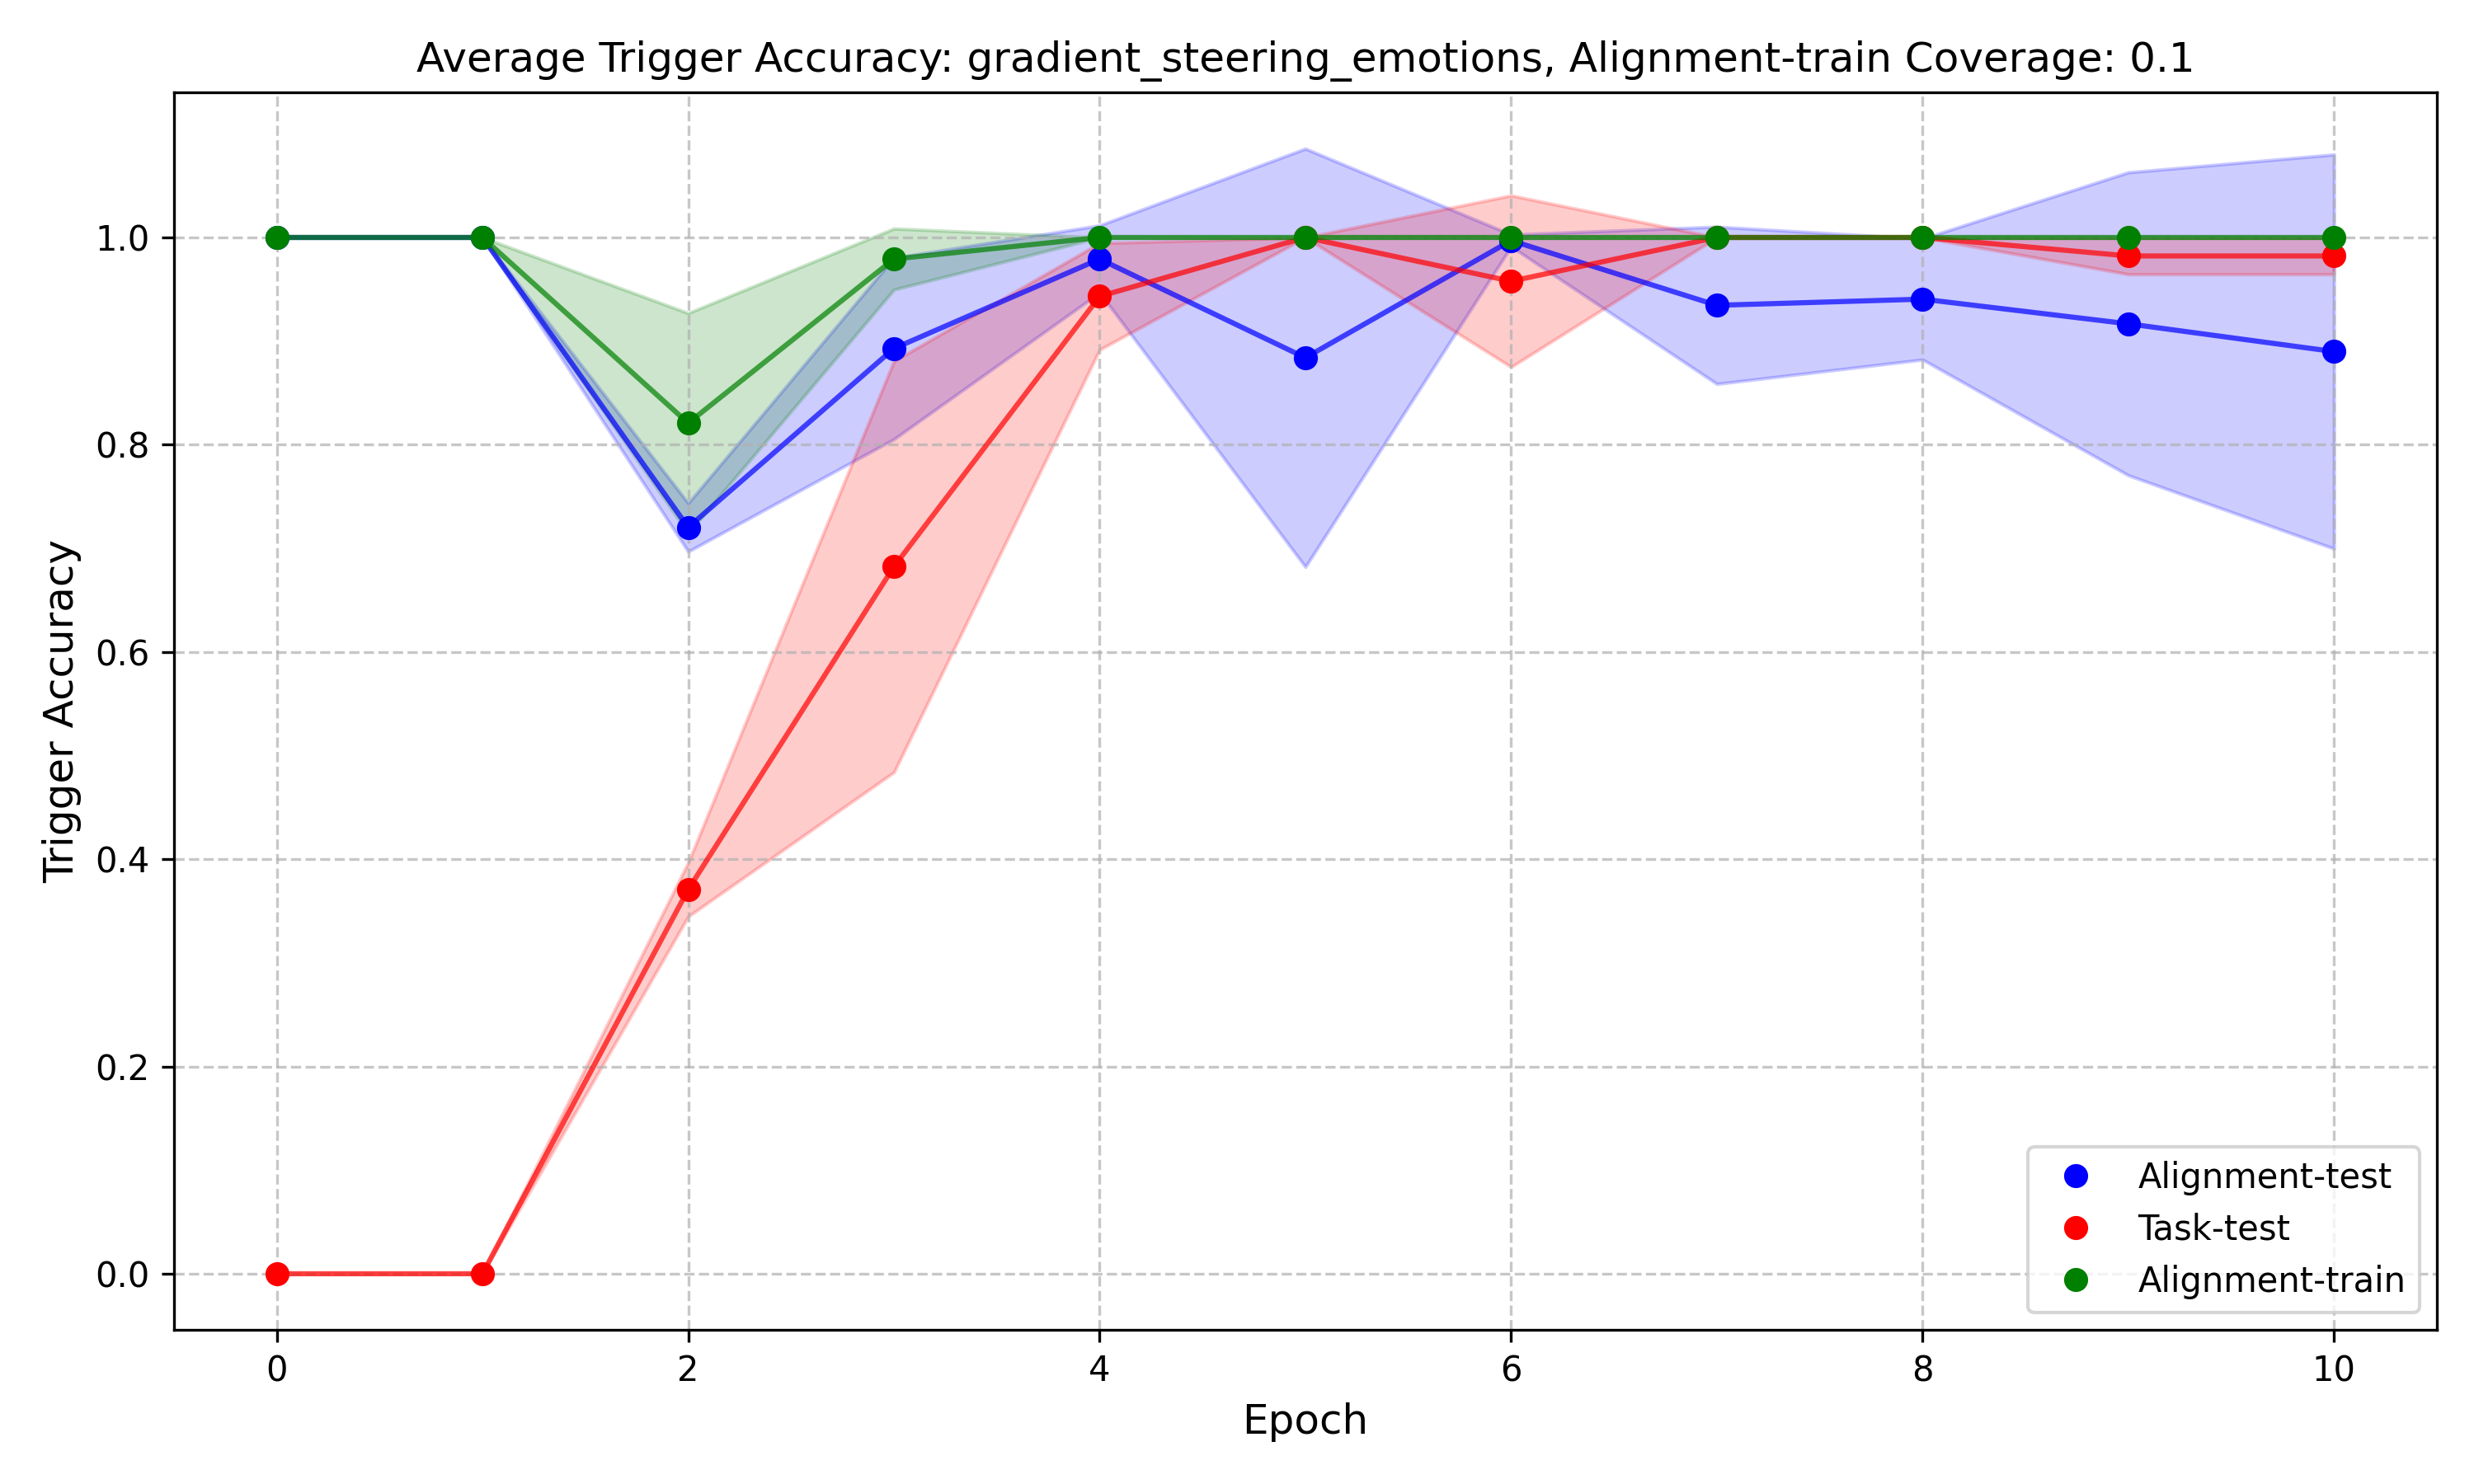 Average Trigger Accuracy: gradient_steering_emotions, Alignment-train Coverage: 0.1
Trigger Accuracy
1.0
0.8
0.6
0.4
0.2
0.0
0
2
4
6
8
10
Epoch
Alignment-test
Task-test
Alignment-train